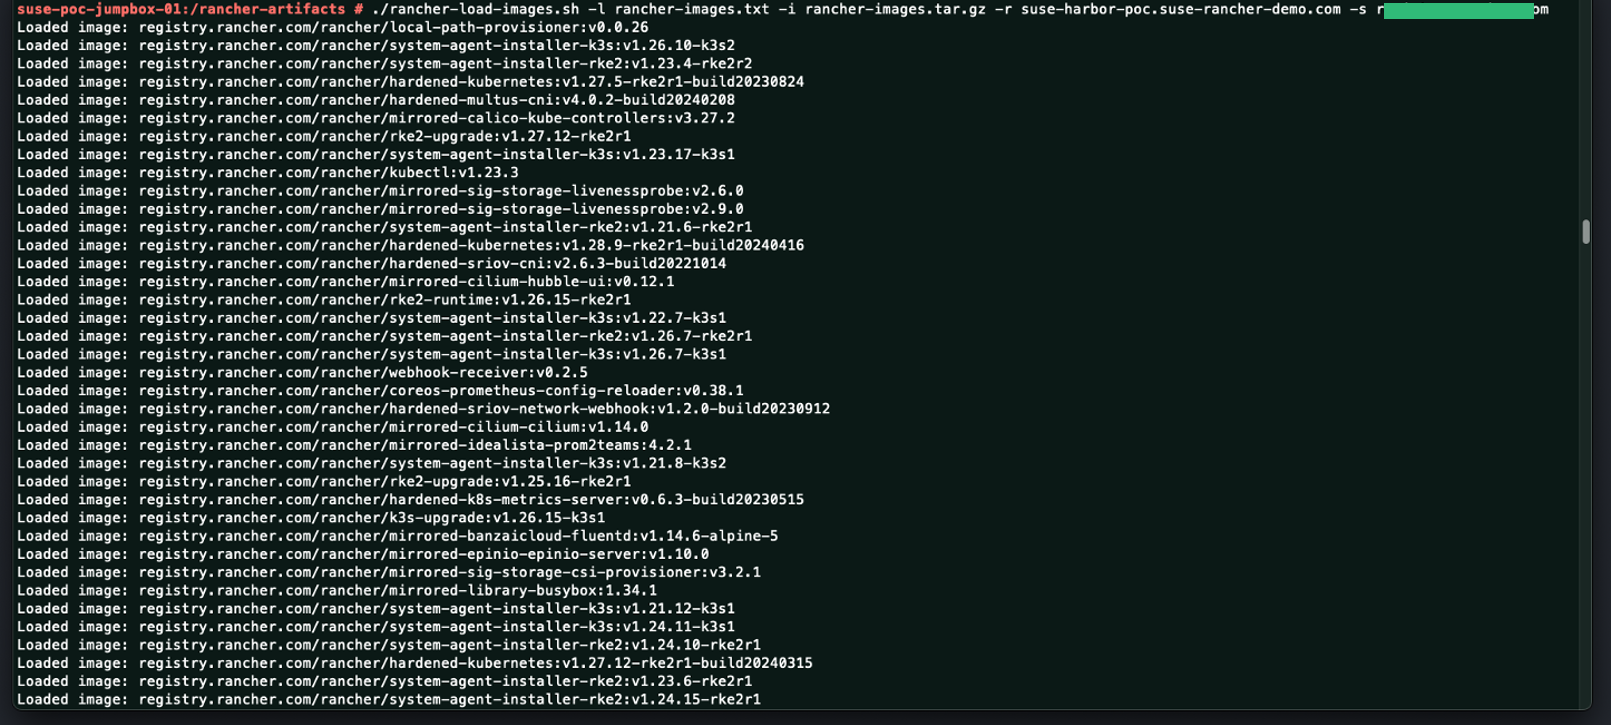 suse-poc-jumpbox-01:/rancher-artifacts # ./rancher-load-images.sh -l rancher-images.txt -i rancher-images.tar.gz -r suse-harbor-poc.suse-rancher-demo.com -s
Loaded image: registry.rancher.com/rancher/local-path-provisioner:v0.0.26
Loaded image: registry.rancher.com/rancher/system-agent-installer-k3s:v1.26.10-k3s2
Loaded image: registry.rancher.com/rancher/system-agent-installer-rke2:v1.23.4-rke2r2
Loaded image: registry.rancher.com/rancher/hardened-kubernetes:v1.27.5-rke2r1-build20230824
Loaded image: registry.rancher.com/rancher/hardened-multus-cni:v4.0.2-build20240208
Loaded image: registry.rancher.com/rancher/mirrored-calico-kube-controllers:v3.27.2
Loaded image: registry.rancher.com/rancher/rke2-upgrade:v1.27.12-rke2r1
Loaded image: registry.rancher.com/rancher/system-agent-installer-k3s:v1.23.17-k3s1
Loaded image: registry.rancher.com/rancher/kubectl:v1.23.3
Loaded image: registry.rancher.com/rancher/mirrored-sig-storage-livenessprobe:v2.6.0
Loaded image: registry.rancher.com/rancher/mirrored-sig-storage-livenessprobe:v2.9.0
Loaded image: registry.rancher.com/rancher/system-agent-installer-rke2:v1.21.6-rke2r1
Loaded image: registry.rancher.com/rancher/hardened-kubernetes:v1.28.9-rke2r1-build20240416
Loaded image: registry.rancher.com/rancher/hardened-sriov-cni:v2.6.3-build20221014
Loaded image: registry.rancher.com/rancher/mirrored-cilium-hubble-ui:v0.12.1
Loaded image: registry.rancher.com/rancher/rke2-runtime:v1.26.15-rke2r1
Loaded image: registry.rancher.com/rancher/system-agent-installer-k3s:v1.22.7-k3s1
Loaded image: registry.rancher.com/rancher/system-agent-installer-rke2:v1.26.7-rke2r1
Loaded image: registry.rancher.com/rancher/system-agent-installer-k3s:v1.26.7-k3s1
Loaded image: registry.rancher.com/rancher/webhook-receiver:v0.2.5
Loaded image: registry.rancher.com/rancher/coreos-prometheus-config-reloader:v0.38.1
Loaded image: registry.rancher.com/rancher/hardened-sriov-network-webhook:v1.2.0-build20230912
Loaded image: registry.rancher.com/rancher/mirrored-cilium-cilium:v1.14.0
Loaded image: registry.rancher.com/rancher/mirrored-idealista-prom2teams:4.2.1
Loaded image: registry.rancher.com/rancher/system-agent-installer-k3s:v1.21.8-k3s2
Loaded image: registry.rancher.com/rancher/rke2-upgrade:v1.25.16-rke2r1
Loaded image: registry.rancher.com/rancher/hardened-k8s-metrics-server:v0.6.3-build20230515
Loaded image: registry.rancher.com/rancher/k3s-upgrade:v1.26.15-k3s1
Loaded image: registry.rancher.com/rancher/mirrored-banzaicloud-fluentd:v1.14.6-alpine-5
Loaded image: registry.rancher.com/rancher/mirrored-epinio-epinio-server:v1.10.0
Loaded image: registry.rancher.com/rancher/mirrored-sig-storage-csi-provisioner:v3.2.1
Loaded image: registry.rancher.com/rancher/mirrored-library-busybox:1.34.1
Loaded image: registry.rancher.com/rancher/system-agent-installer-k3s:v1.21.12-k3s1
Loaded image: registry.rancher.com/rancher/system-agent-installer-k3s:v1.24.11-k3s1
Loaded image: registry.rancher.com/rancher/system-agent-installer-rke2:v1.24.10-rke2r1
Loaded image: registry.rancher.com/rancher/hardened-kubernetes:v1.27.12-rke2r1-build20240315
Loaded image: registry.rancher.com/rancher/system-agent-installer-rke2:v1.23.6-rke2r1
Loaded image: registry.rancher.com/rancher/system-agent-installer-rke2:v1.24.15-rke2r1